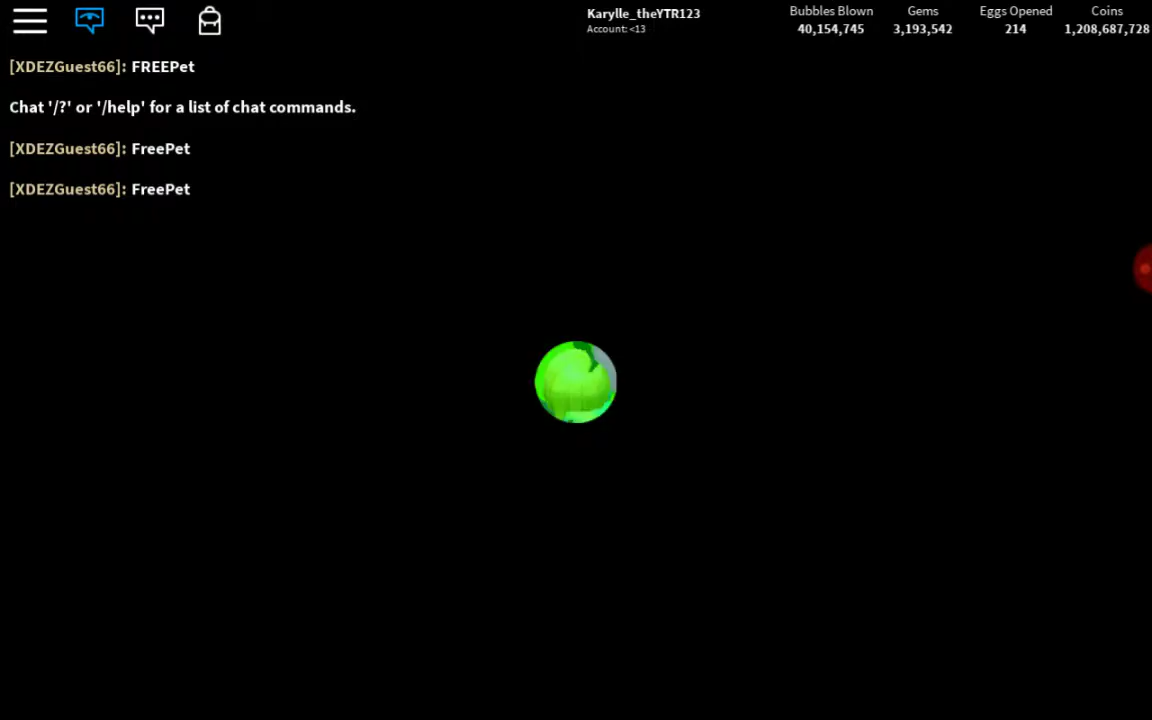 Karylle_theYTR123
Account: <13
Bubbles Blown
40,154,745
Gems
3,193,542
Eggs Opened
214
Coins
1,208,687,728
[XDEZGuest66]: FREEPet
Chat '/?' or '/help' for a list of chat commands.
[XDEZGuest66]: FreePet
[XDEZGuest66]: FreePet